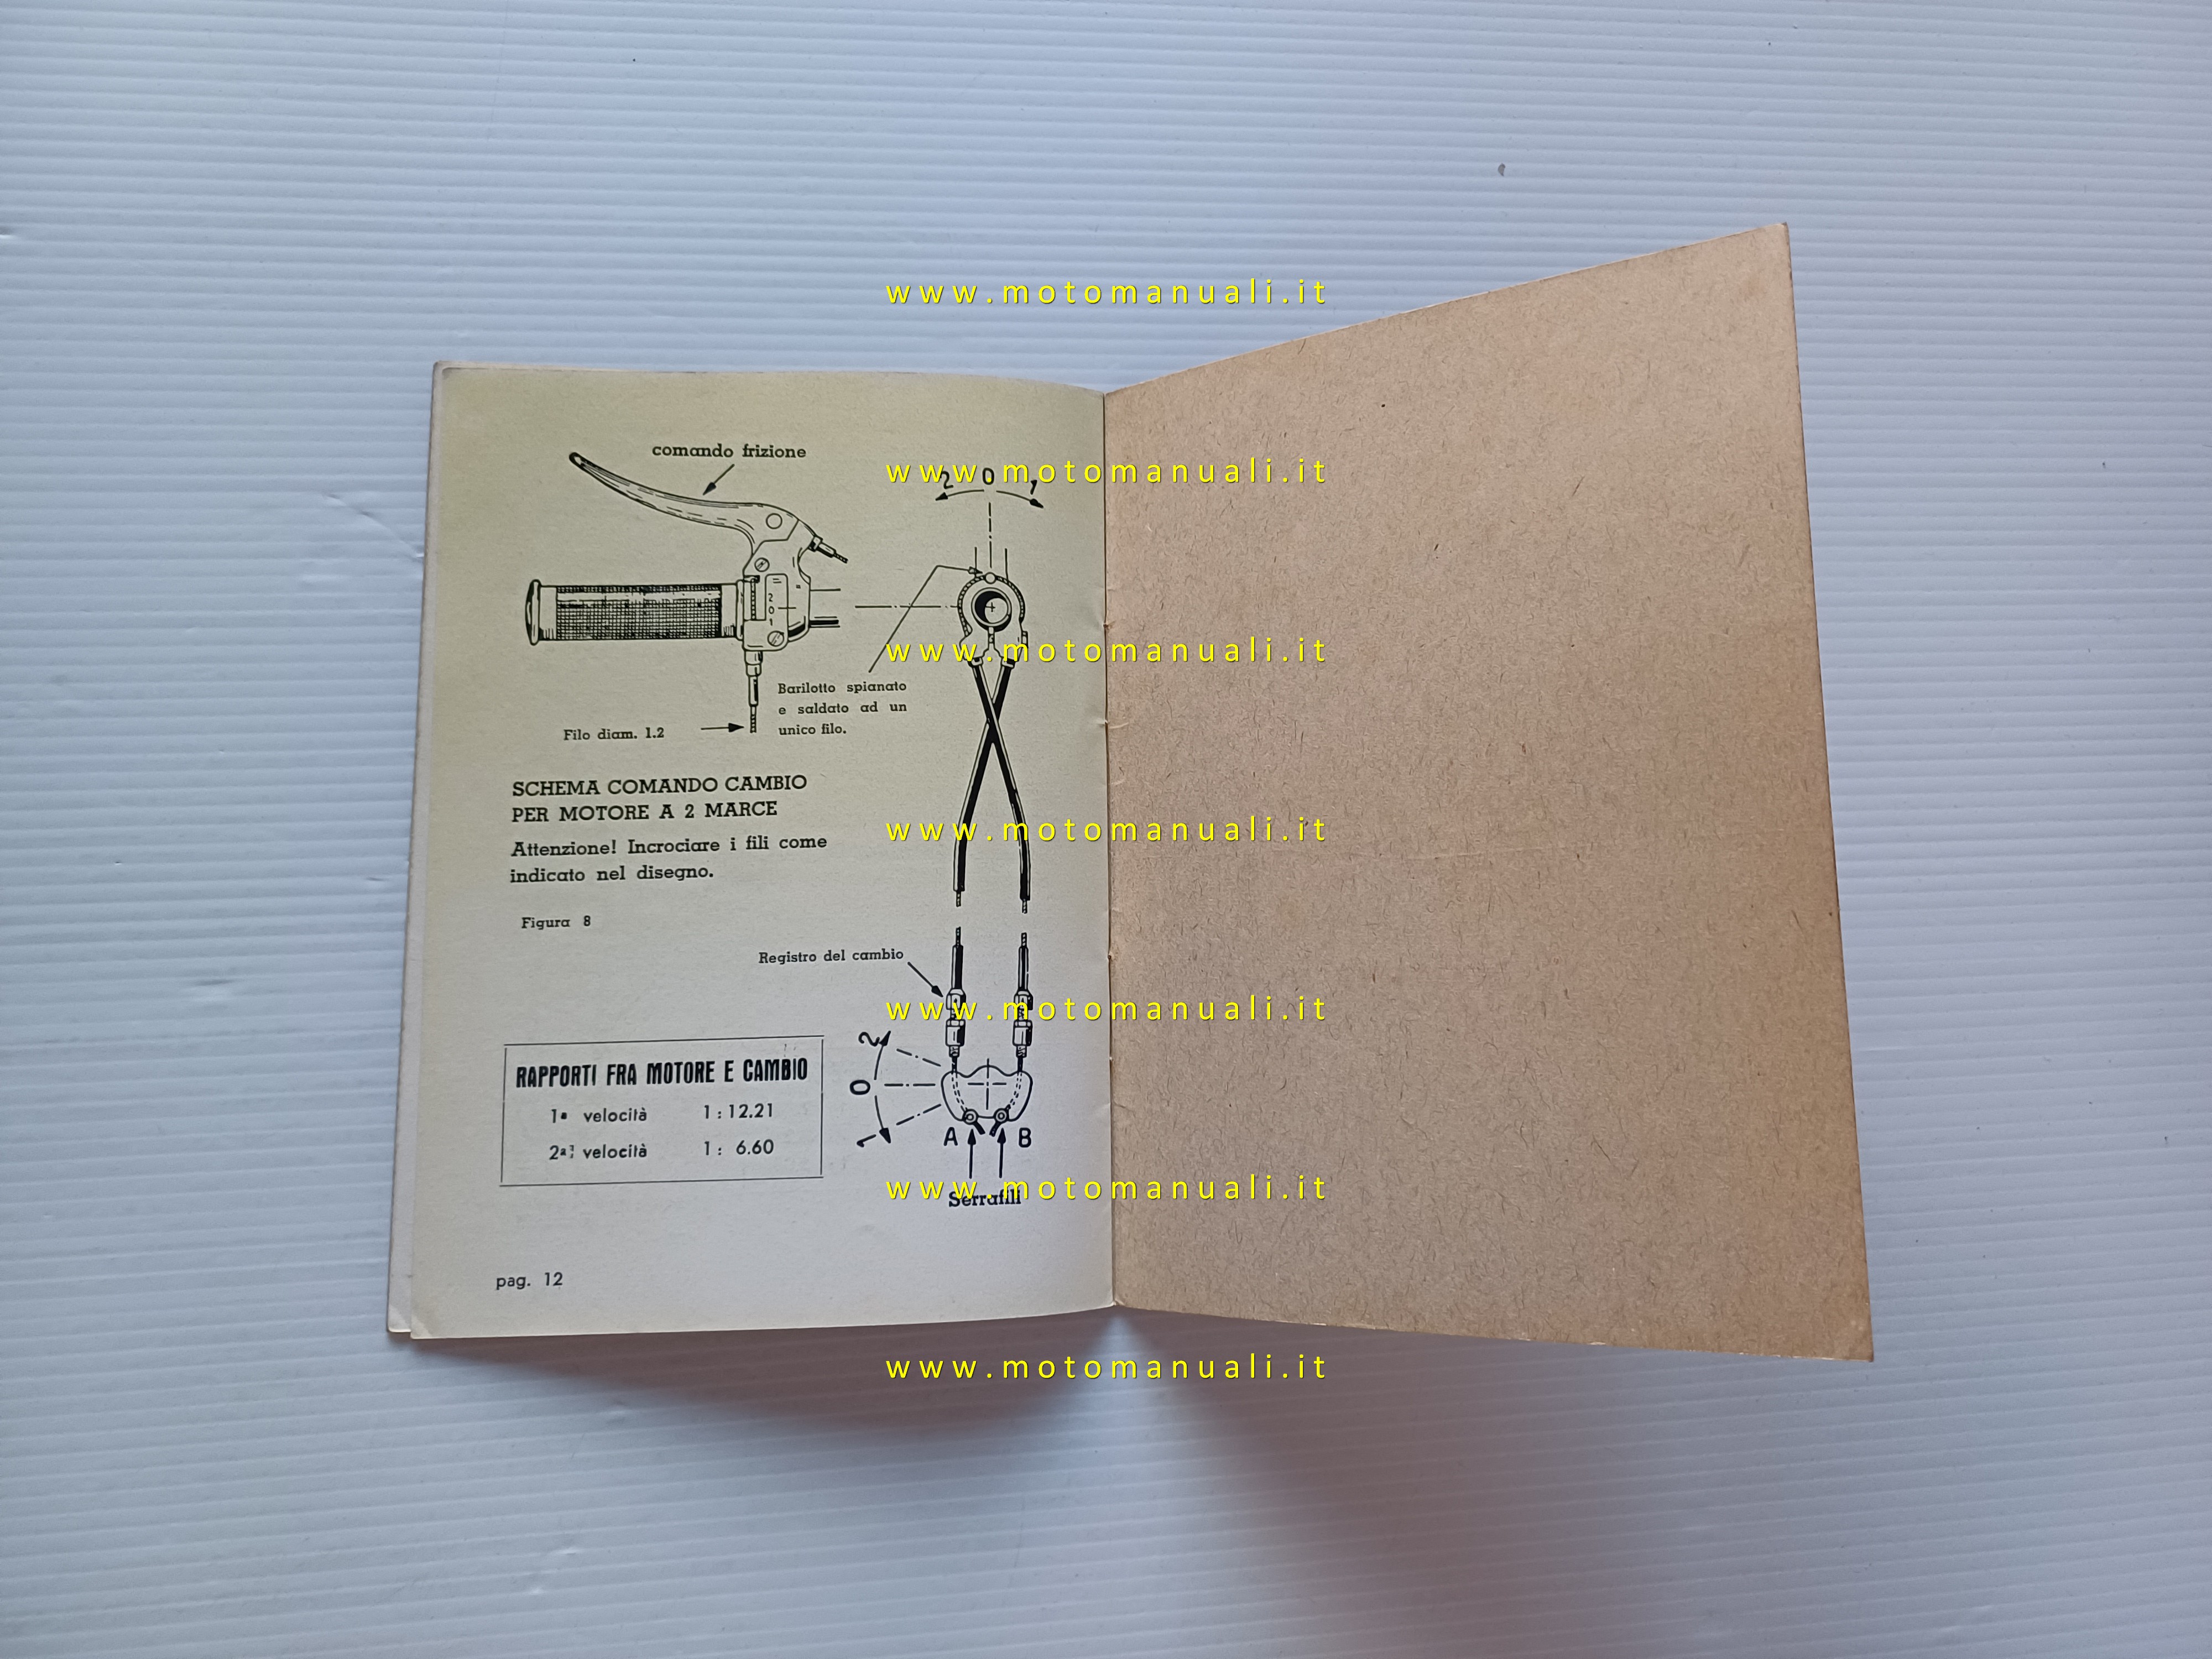 www.motomanuali.it
comando frizione
www.motomanuali.it
2 0 1
2
0
1
www.motomanuali.it
Barilotto spianato
e saldato ad un
unico filo.
Filo diam. 1.2
SCHEMA COMANDO CAMBIO
PER MOTORE A 2 MARCE
www.motomanuali.it
Attenzione! Incrociare i fili come
indicato nel disegno.
Figura 8
Registro del cambio
www.motomanuali.it
2
0
1
A B
RAPPORTI FRA MOTORE E CAMBIO
1ª velocità 1 : 12.21
2ª velocità 1 : 6.60
www.motomanuali.it
Serrafili
pag. 12
www.motomanuali.it